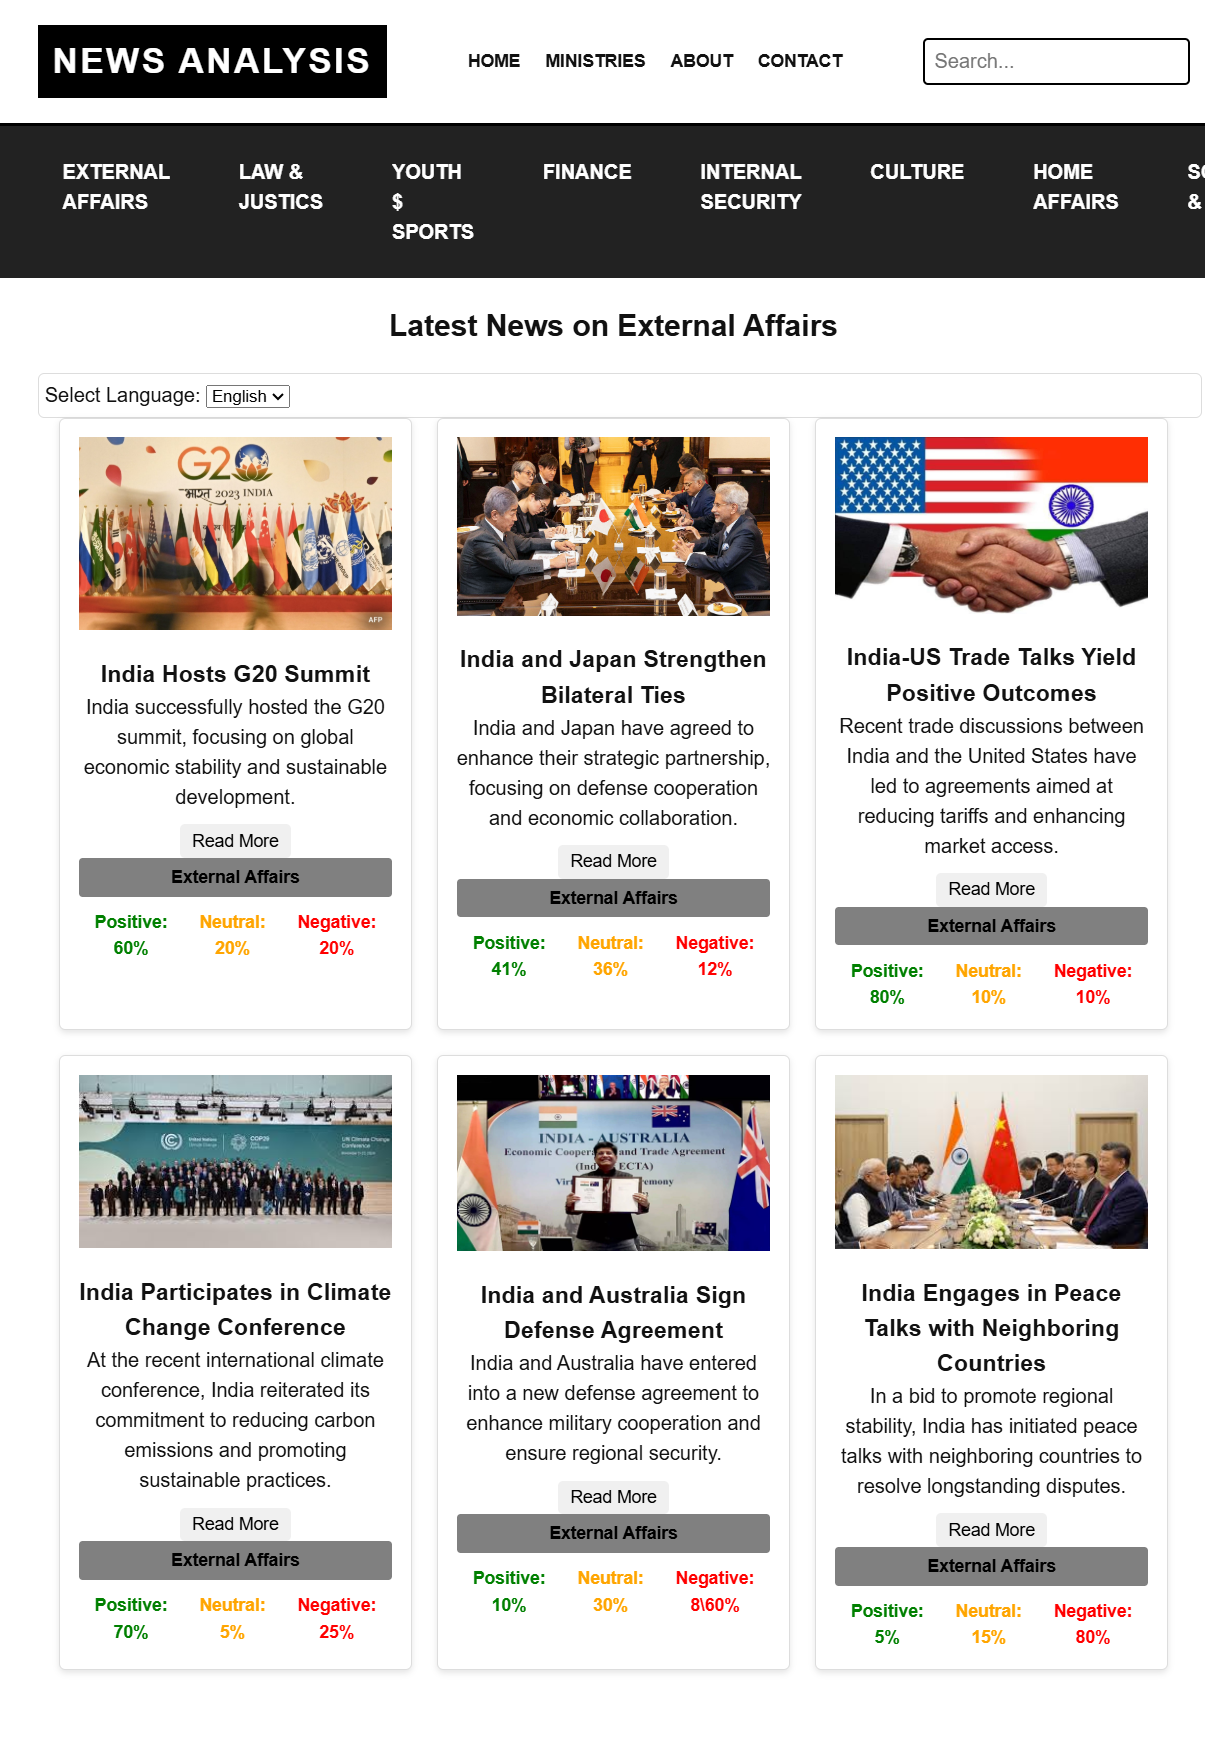 NEWS ANALYSIS
HOME MINISTRIES ABOUT CONTACT
Search...
EXTERNAL AFFAIRS
LAW & JUSTICS
YOUTH $ SPORTS
FINANCE
INTERNAL SECURITY
CULTURE
HOME AFFAIRS
&
Latest News on External Affairs
Select Language: English
G20
भारत 2023 INDIA
AFP
India Hosts G20 Summit
India successfully hosted the G20
summit, focusing on global
economic stability and sustainable
development.
Read More
External Affairs
Positive: 60%
Neutral: 20%
Negative: 20%
India and Japan Strengthen
Bilateral Ties
India and Japan have agreed to
enhance their strategic partnership,
focusing on defense cooperation
and economic collaboration.
Read More
External Affairs
Positive: 41%
Neutral: 36%
Negative: 12%
India-US Trade Talks Yield
Positive Outcomes
Recent trade discussions between
India and the United States have
led to agreements aimed at
reducing tariffs and enhancing
market access.
Read More
External Affairs
Positive: 80%
Neutral: 10%
Negative: 10%
United Nations
Climate Change
COP29
UN Climate Change
Conference
India Participates in Climate
Change Conference
At the recent international climate
conference, India reiterated its
commitment to reducing carbon
emissions and promoting
sustainable practices.
Read More
External Affairs
Positive: 70%
Neutral: 5%
Negative: 25%
INDIA - AUSTRALIA
Economic and Trade Agreement
ECTA)
India and Australia Sign
Defense Agreement
India and Australia have entered
into a new defense agreement to
enhance military cooperation and
ensure regional security.
Read More
External Affairs
Positive: 10%
Neutral: 30%
Negative: 8\60%
India Engages in Peace
Talks with Neighboring
Countries
In a bid to promote regional
stability, India has initiated peace
talks with neighboring countries to
resolve longstanding disputes.
Read More
External Affairs
Positive: 5%
Neutral: 15%
Negative: 80%